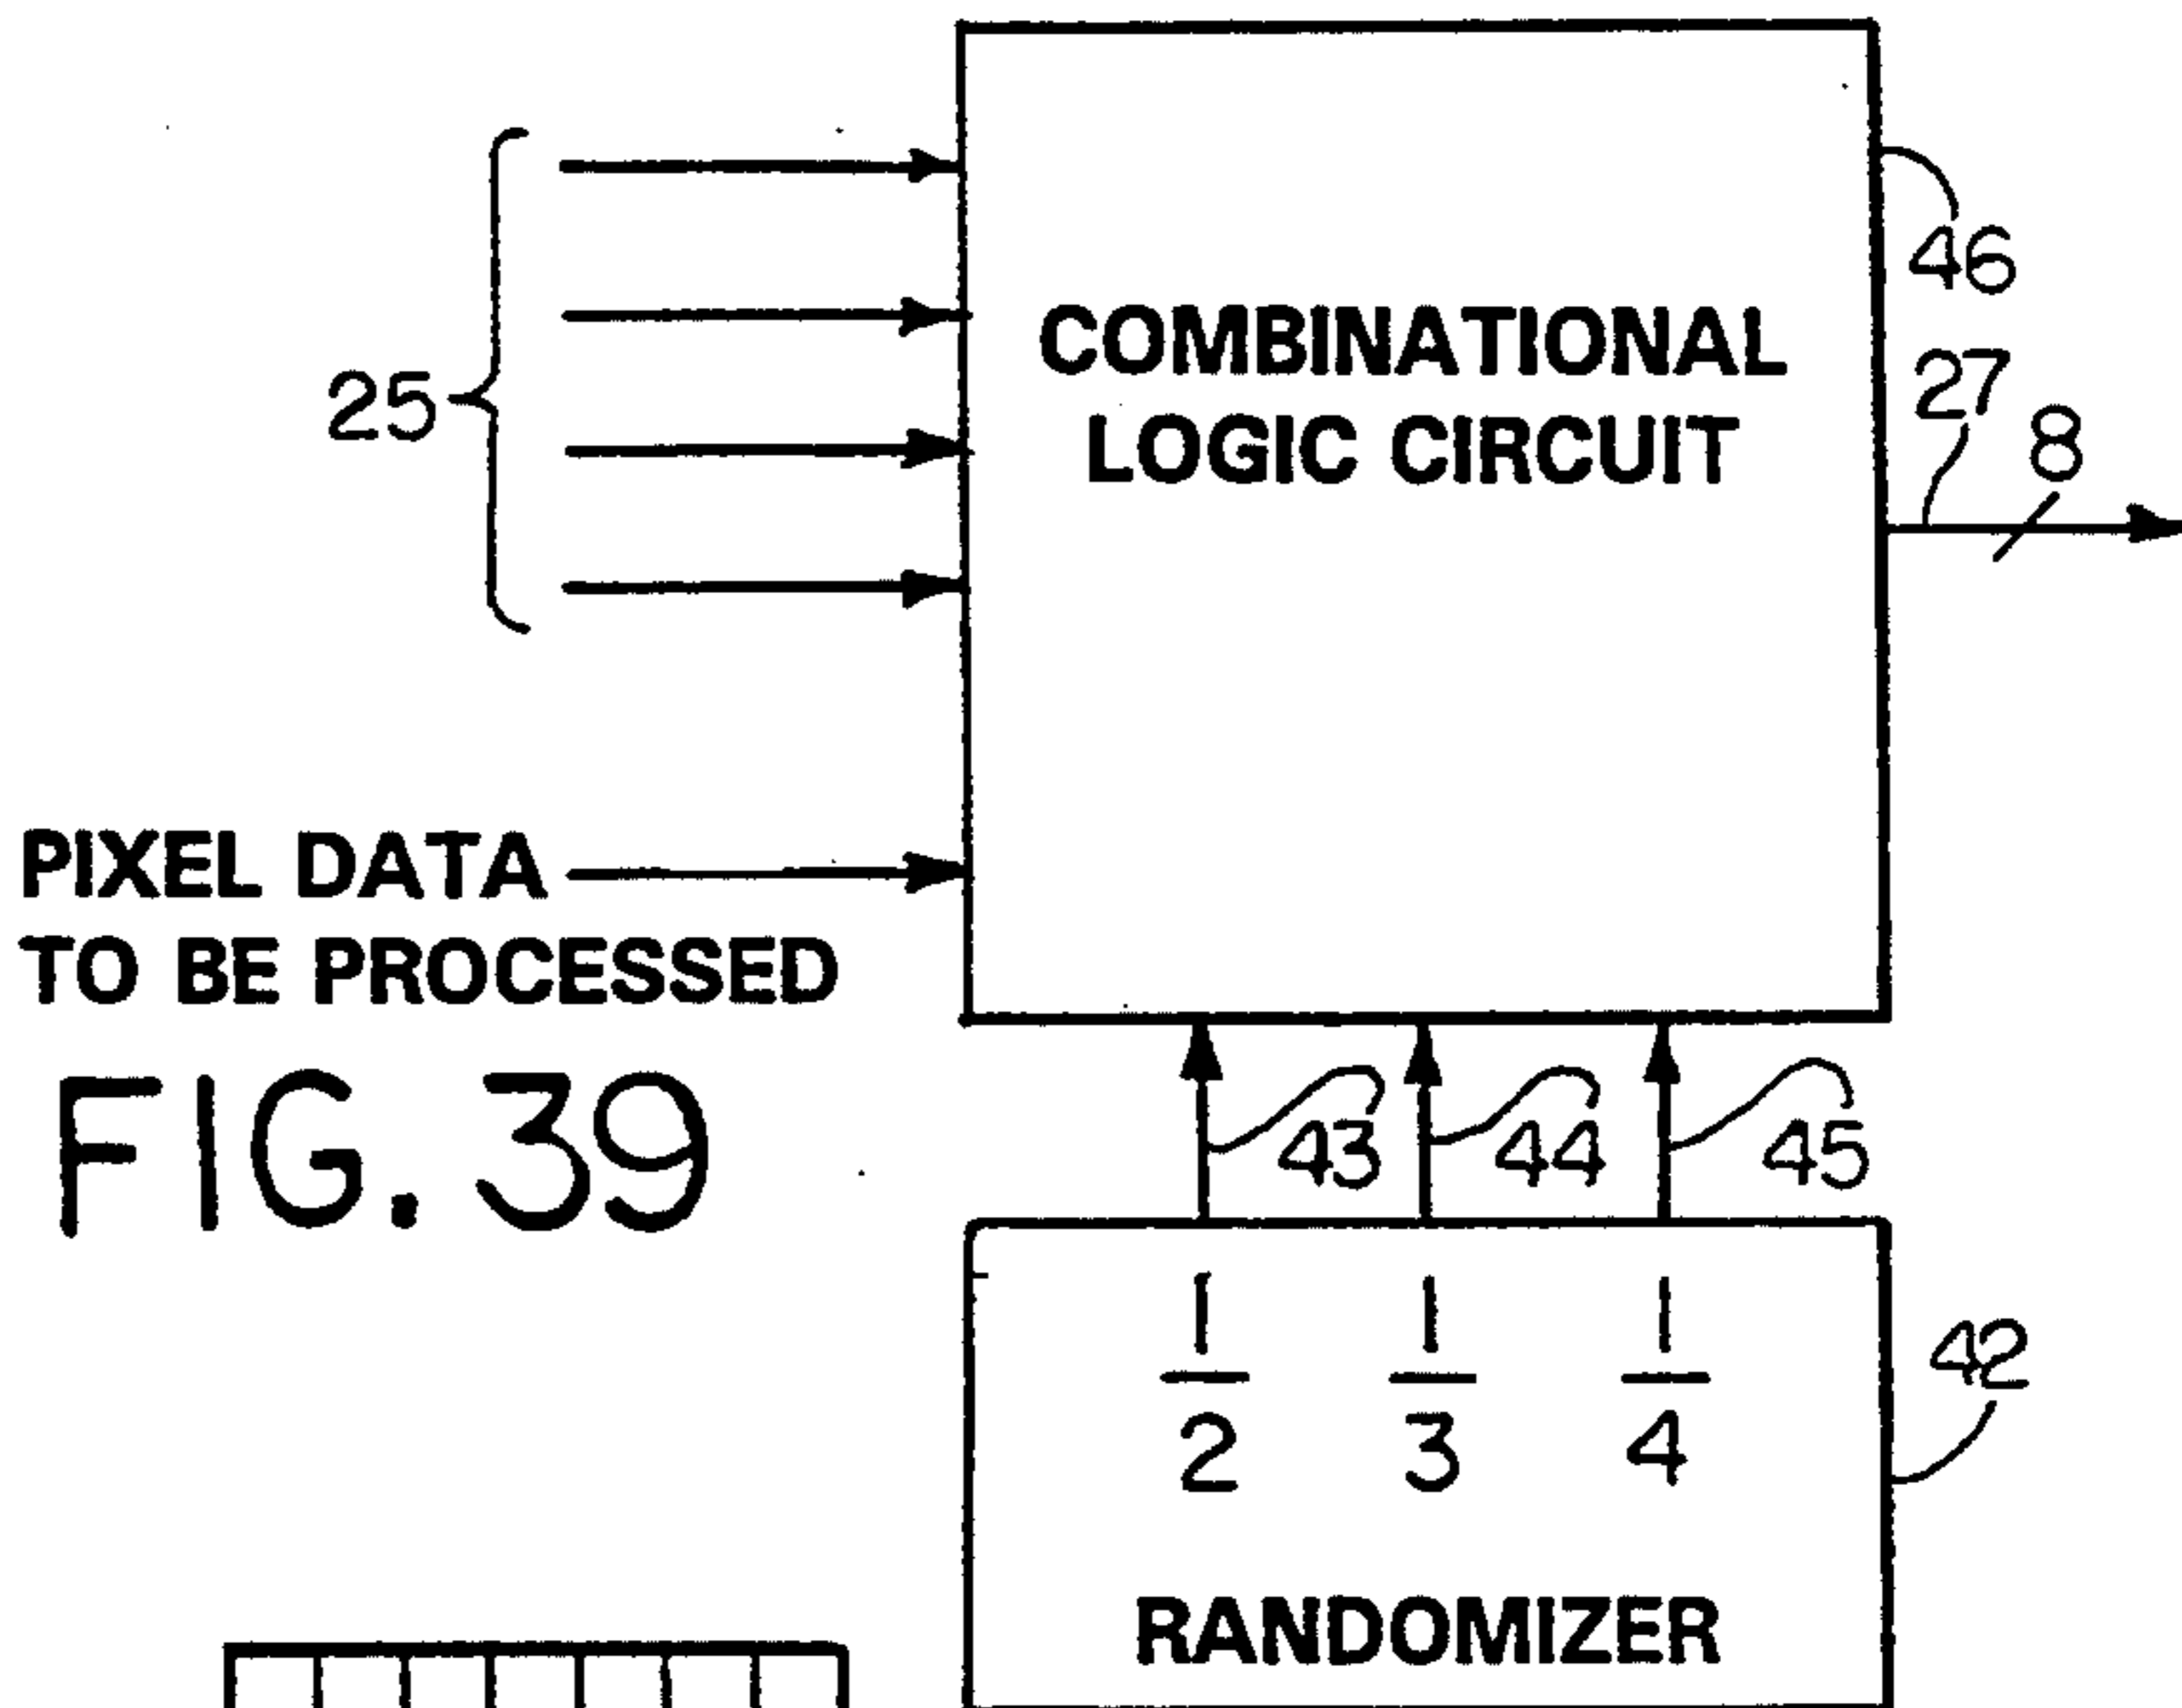 COMBINATIONAL
LOGIC CIRCUIT
46
25
27
8
PIXEL DATA
TO BE PROCESSED
FIG. 39
43 44 45
1 1 1
2 3 4
42
RANDOMIZER